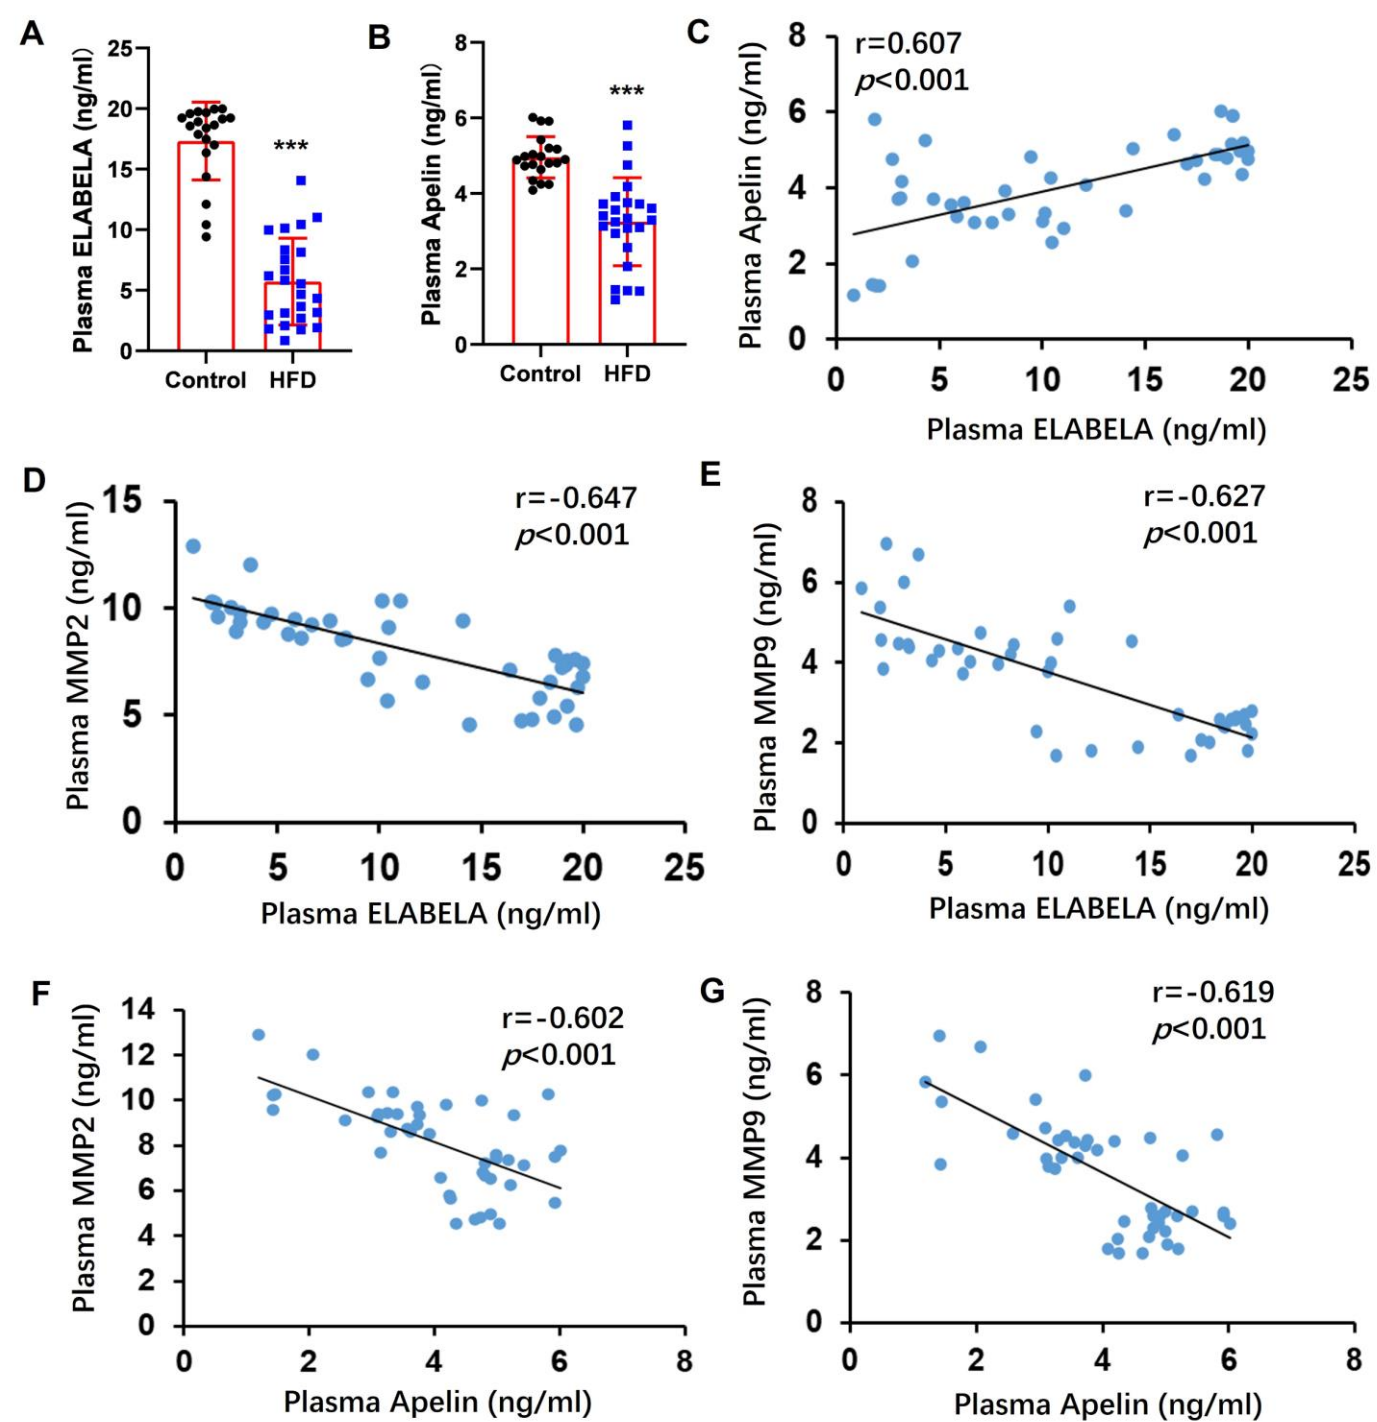 A
Plasma ELABELA (ng/ml)
25
20
15
10
5
0
***
Control
HFD
B
Plasma Apelin (ng/ml)
8
6
4
2
0
***
Control
HFD
C
Plasma Apelin (ng/ml)
8
6
4
2
0
r=0.607
p<0.001
0 5 10 15 20 25
Plasma ELABELA (ng/ml)
D
Plasma MMP2 (ng/ml)
15
10
5
0
r=-0.647
p<0.001
0 5 10 15 20 25
Plasma ELABELA (ng/ml)
E
Plasma MMP9 (ng/ml)
8
6
4
2
0
r=-0.627
p<0.001
0 5 10 15 20 25
Plasma ELABELA (ng/ml)
F
Plasma MMP2 (ng/ml)
14
12
10
8
6
4
2
0
r=-0.602
p<0.001
0 2 4 6 8
Plasma Apelin (ng/ml)
G
Plasma MMP9 (ng/ml)
8
6
4
2
0
r=-0.619
p<0.001
0 2 4 6 8
Plasma Apelin (ng/ml)